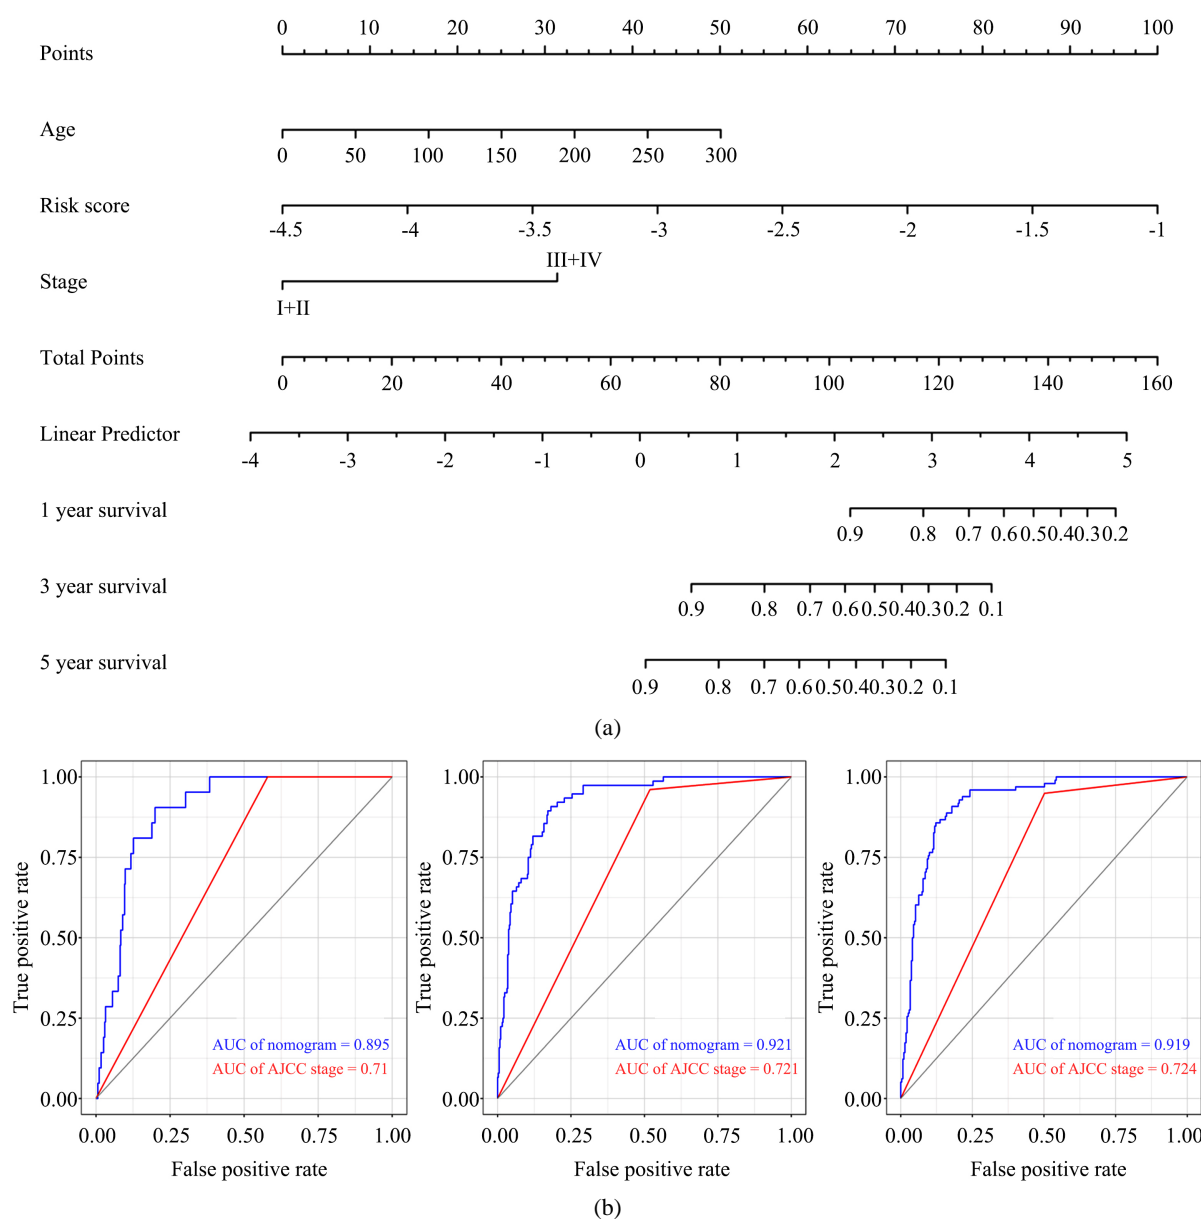 0 10 20 30 40 50 60 70 80 90 100
Points
Age
0 50 100 150 200 250 300
Risk score
-4.5 -4 -3.5 -3 -2.5 -2 -1.5 -1
III+IV
Stage
I+II
Total Points
0 20 40 60 80 100 120 140 160
Linear Predictor
-4 -3 -2 -1 0 1 2 3 4 5
1 year survival
0.9 0.8 0.7 0.6 0.5 0.4 0.3 0.2
3 year survival
0.9 0.8 0.7 0.6 0.5 0.4 0.3 0.2 0.1
5 year survival
0.9 0.8 0.7 0.6 0.5 0.4 0.3 0.2 0.1
(a)
True positive rate
1.00
0.75
0.50
0.25
0.00
AUC of nomogram = 0.895
AUC of AJCC stage = 0.71
0.00 0.25 0.50 0.75 1.00
False positive rate
True positive rate
1.00
0.75
0.50
0.25
0.00
AUC of nomogram = 0.921
AUC of AJCC stage = 0.721
0.00 0.25 0.50 0.75 1.00
False positive rate
True positive rate
1.00
0.75
0.50
0.25
0.00
AUC of nomogram = 0.919
AUC of AJCC stage = 0.724
0.00 0.25 0.50 0.75 1.00
False positive rate
(b)